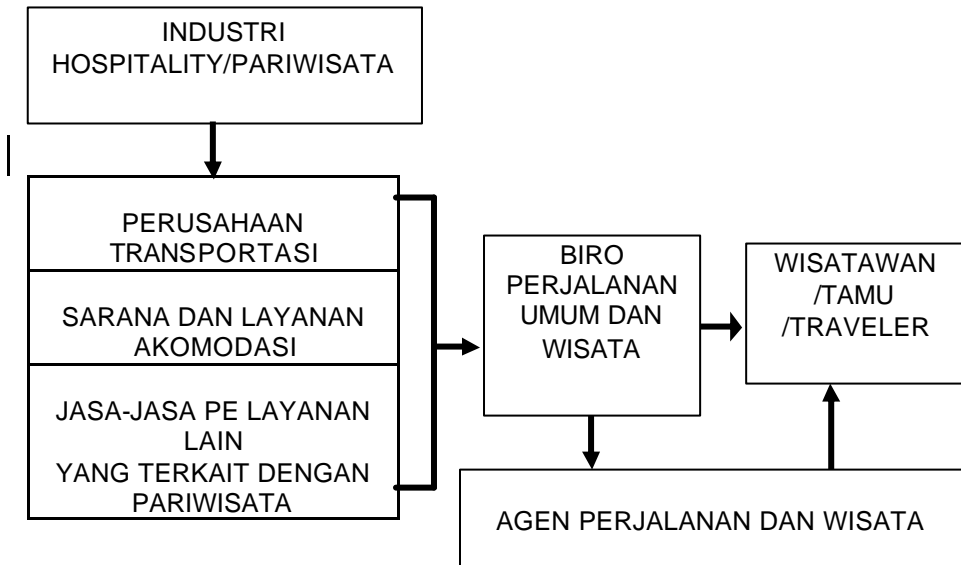 INDUSTRI
HOSPITALITY/PARIWISATA
PERUSAHAAN
TRANSPORTASI
SARANA DAN LAYANAN
AKOMODASI
JASA-JASA PE LAYANAN
LAIN
YANG TERKAIT DENGAN
PARIWISATA
BIRO
PERJALANAN
UMUM DAN
WISATA
WISATAWAN
/TAMU
/TRAVELER
AGEN PERJALANAN DAN WISATA